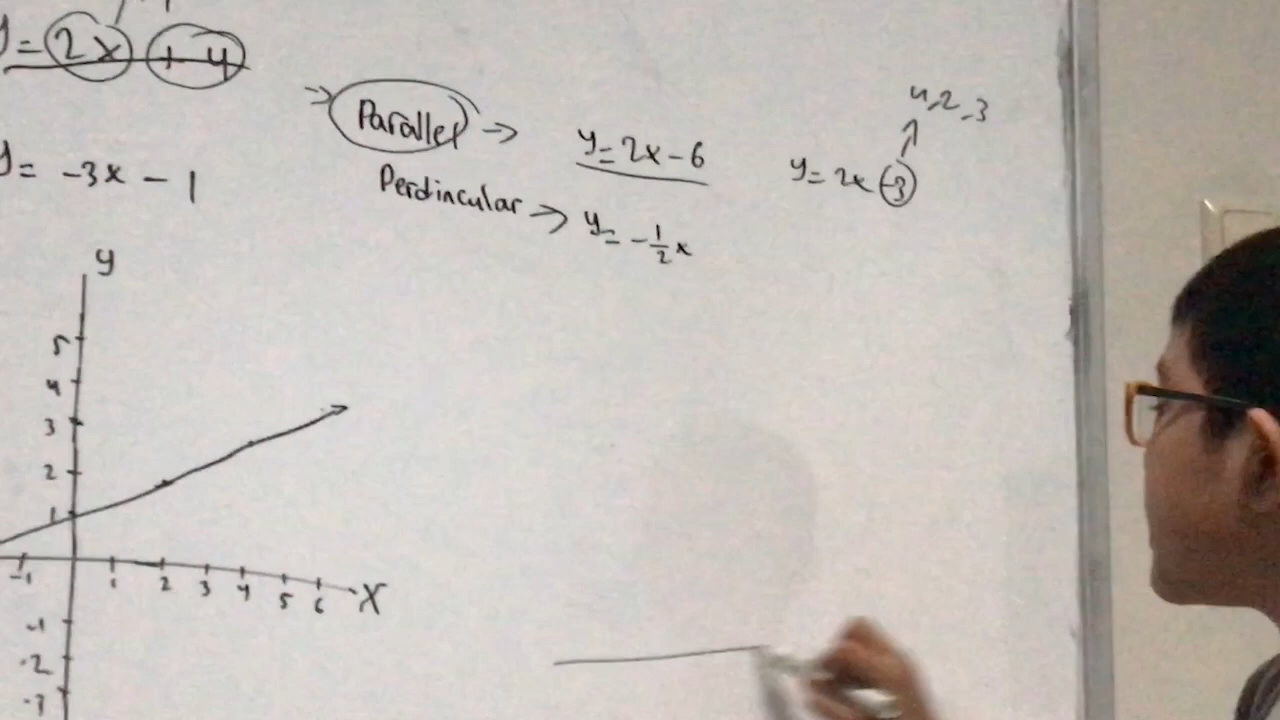 y = 2x + 4
Parallel → y = 2x - 6
y = 2x - 3
4, 2, -3
y = -3x - 1
Perdincular → y = -1/2 x
y
5
4
3
2
1
-1 1 2 3 4 5 6 X
-1
-2
-3